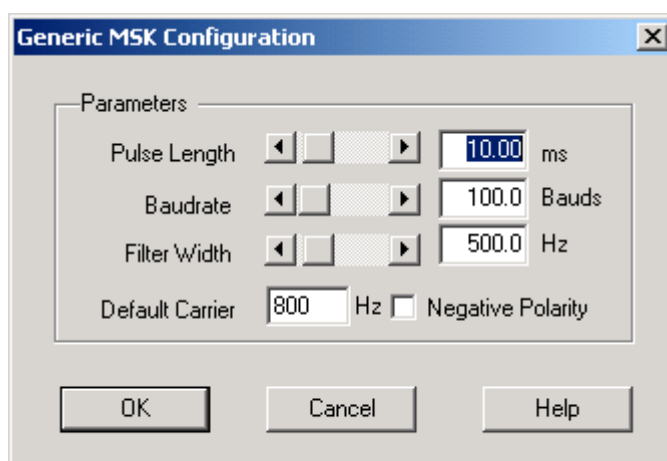 Generic MSK Configuration
Parameters
Pulse Length 10.00 ms
Baudrate 100.0 Bauds
Filter Width 500.0 Hz
Default Carrier 800 Hz Negative Polarity
OK Cancel Help